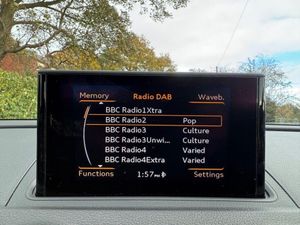 Memory Radio DAB Waveb.
BBC Radio1Xtra
BBC Radio2 Pop
BBC Radio3 Culture
BBC Radio3Unwi... Culture
BBC Radio4 Varied
BBC Radio4Extra Varied
Functions 1:57PM Settings